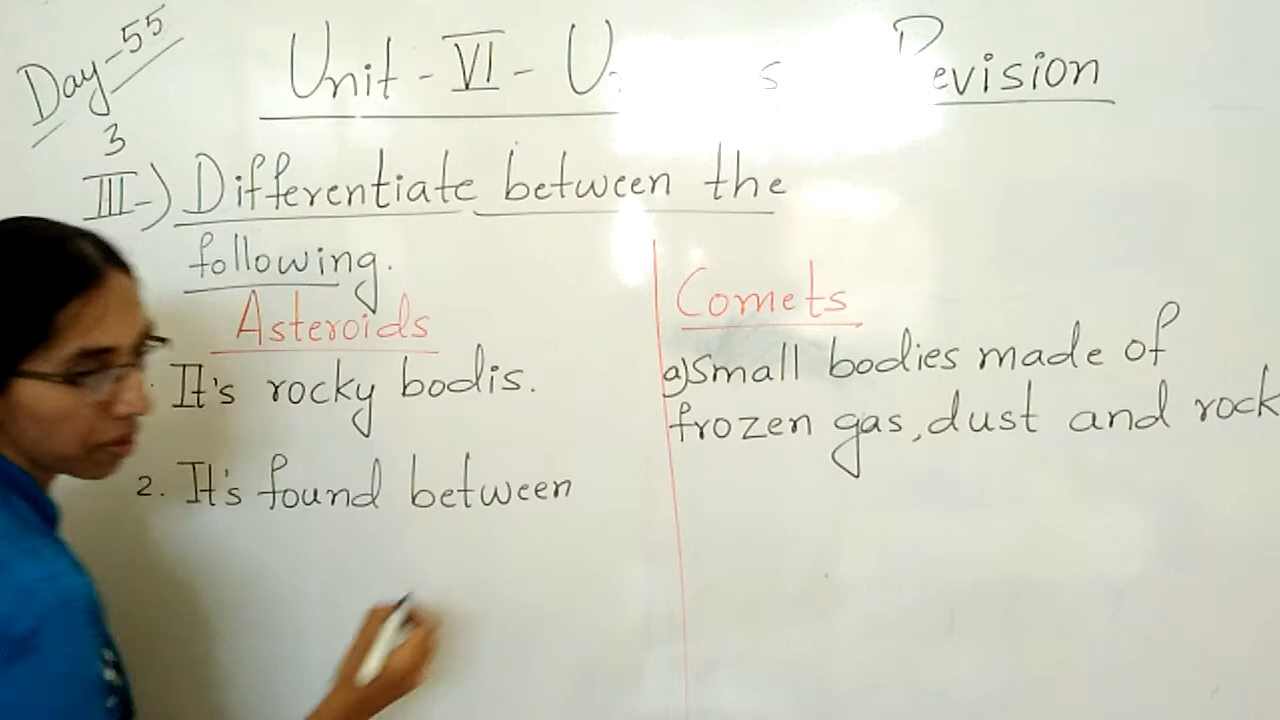 Day-55
Unit - VI - U s Revision
3
III-) Differentiate between the
following.
Asteroids
It's rocky bodis.
2. It's found between
Comets
a) Small bodies made of
frozen gas, dust and rock